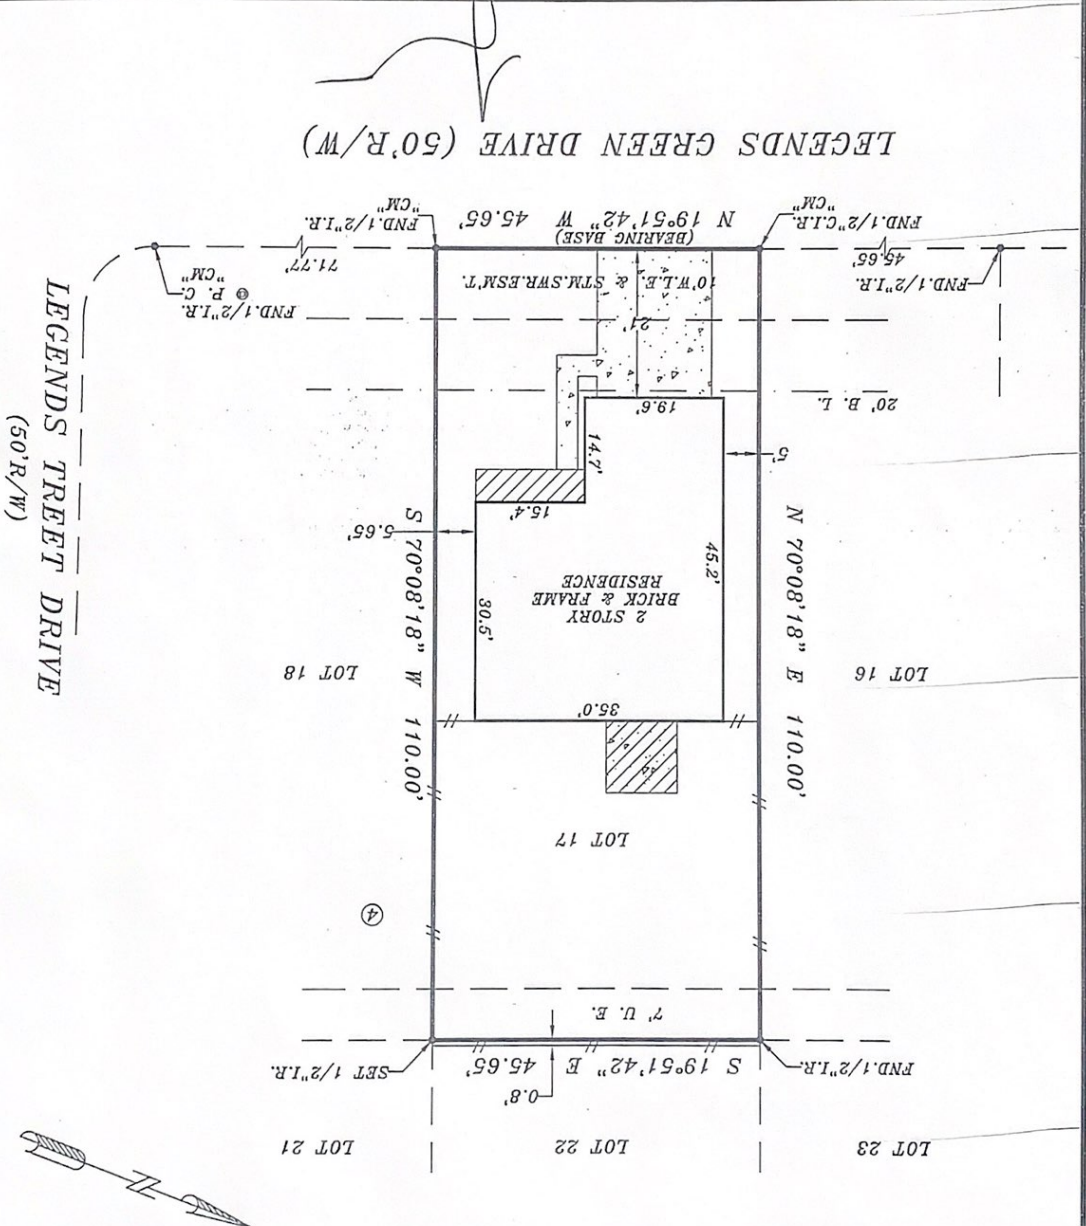 LOT 21
LOT 22
LOT 23
0.8'
S 19°51'42" E 45.65'
SET 1/2"I.R.
FND.1/2"I.R.
7' U. E.
4
LOT 17
S 70°08'18" W 110.00'
N 70°08'18" E 110.00'
LOT 18
LOT 16
35.0'
30.5'
45.2'
2 STORY
BRICK & FRAME
RESIDENCE
15.4'
14.7'
19.6'
5.65'
5'
20' B. L.
21'
10'W.L.E. & STM.SWR.ESM'T.
FND.1/2"I.R.
@ P. C.
"CM"
71.77'
45.65'
FND.1/2"I.R.
(BEARING BASE)
N 19°51'42" W 45.65'
FND.1/2"I.R.
"CM"
FND.1/2"C.I.R.
"CM"
LEGENDS GREEN DRIVE (50'R/W)
LEGENDS TREET DRIVE
(50'R/W)
N